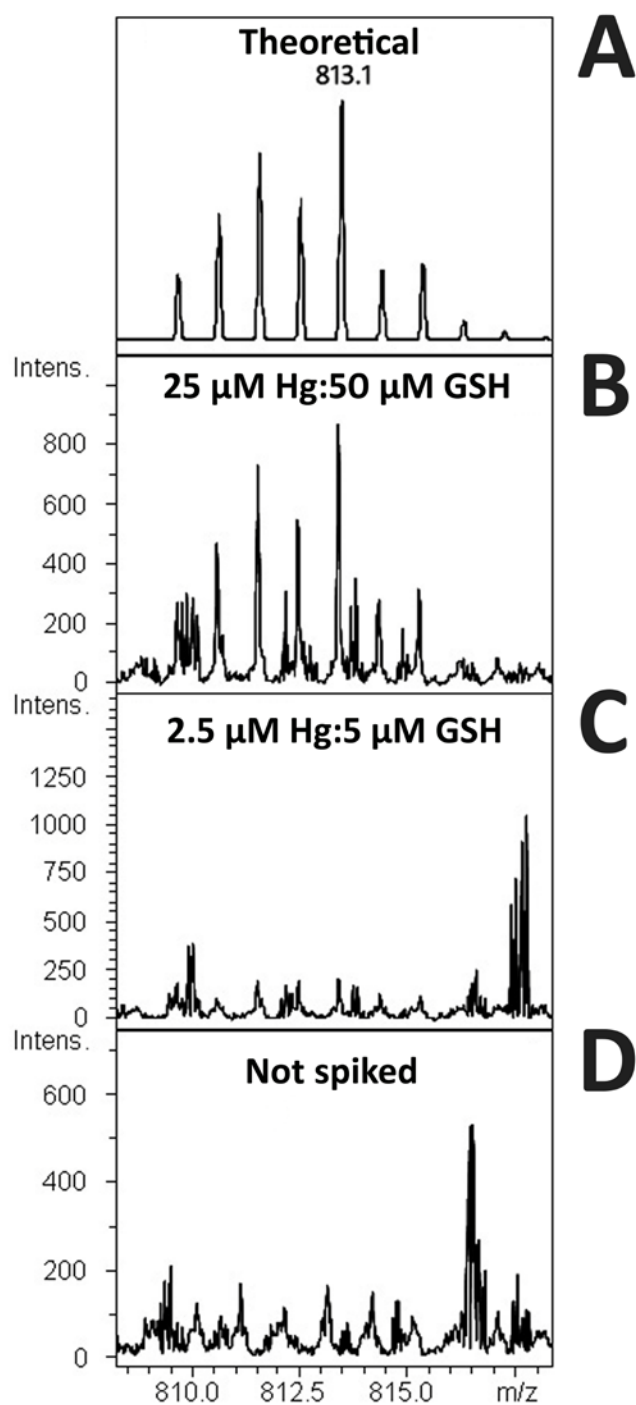 Theoretical
813.1
A
Intens.
25 μM Hg:50 μM GSH
B
800
600
400
200
0
Intens.
2.5 μM Hg:5 μM GSH
C
1250
1000
750
500
250
0
Intens.
Not spiked
D
600
400
200
0
810.0 812.5 815.0 m/z